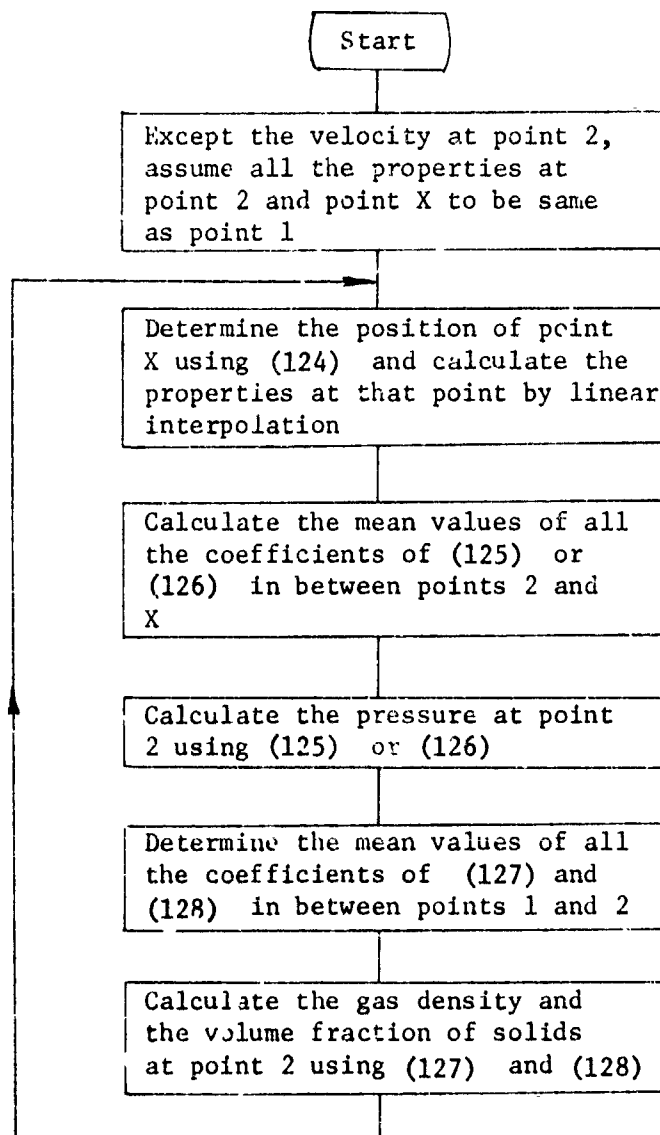 Start
Except the velocity at point 2,
assume all the properties at
point 2 and point X to be same
as point 1
Determine the position of point
X using (124) and calculate the
properties at that point by linear
interpolation
Calculate the mean values of all
the coefficients of (125) or
(126) in between points 2 and
X
Calculate the pressure at point
2 using (125) or (126)
Determine the mean values of all
the coefficients of (127) and
(128) in between points 1 and 2
Calculate the gas density and
the volume fraction of solids
at point 2 using (127) and (128)